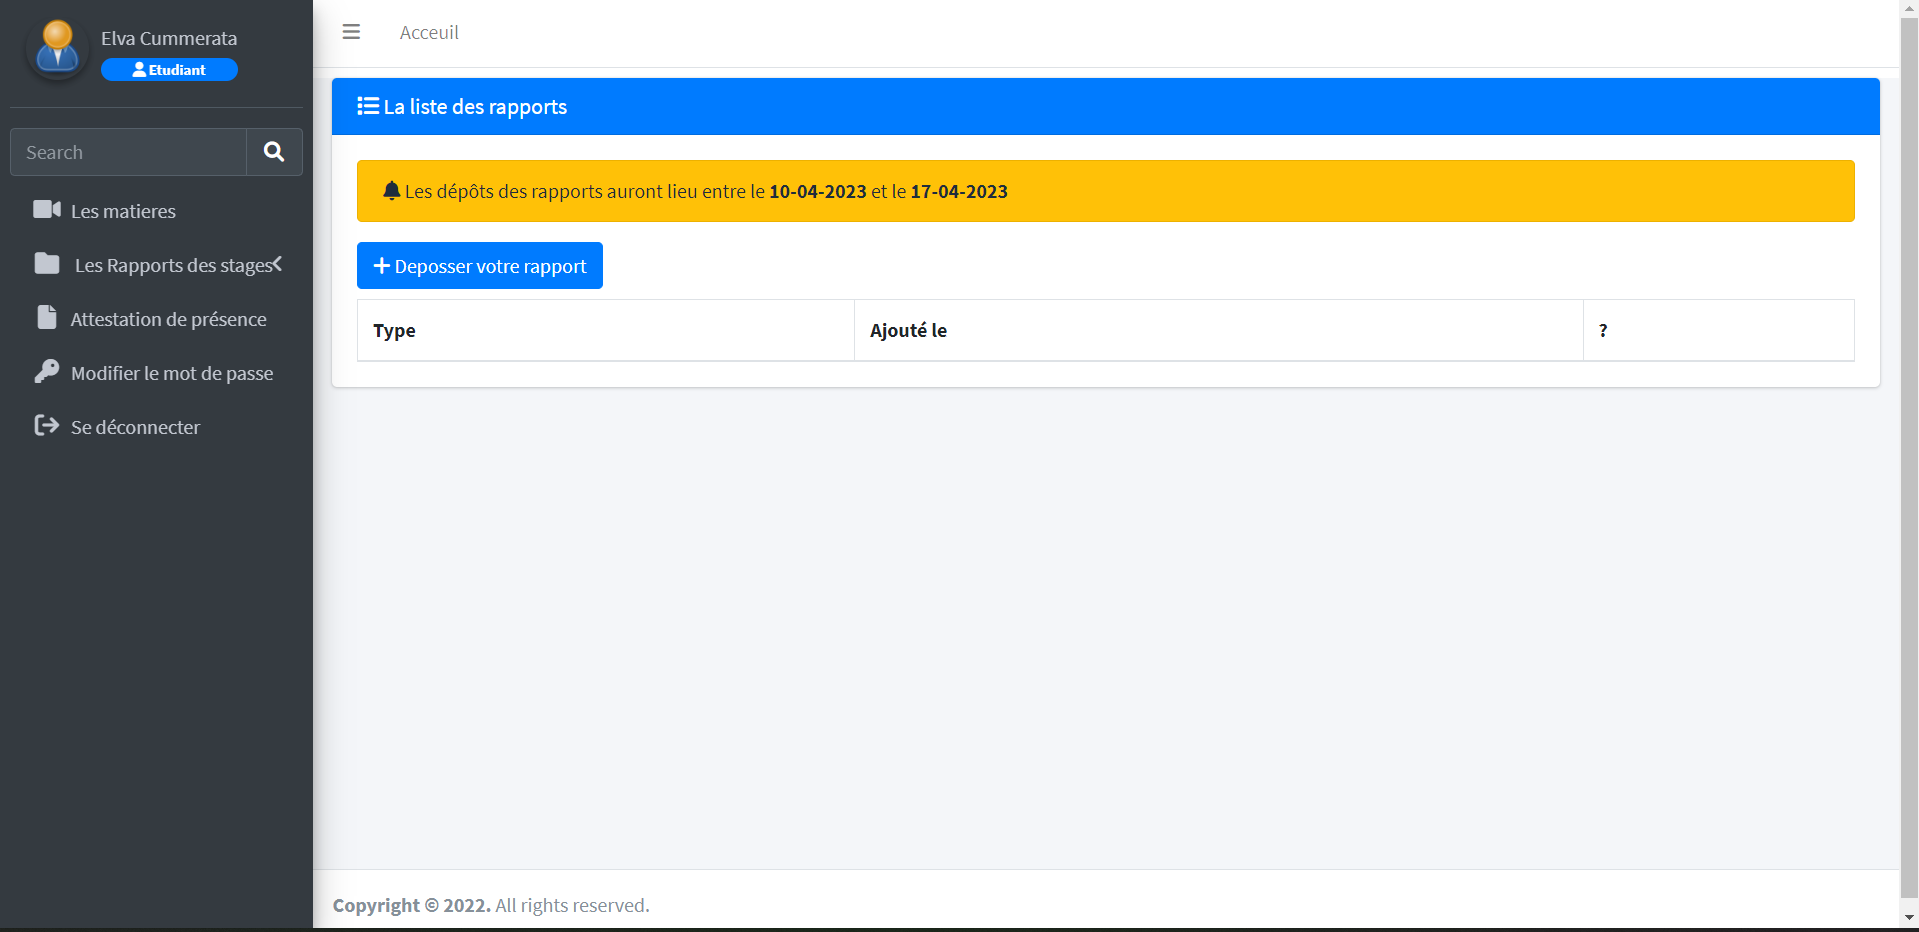 Elva Cummerata
Etudiant
Search
Les matieres
Les Rapports des stages
Attestation de présence
Modifier le mot de passe
Se déconnecter
Acceuil
La liste des rapports
Les dépôts des rapports auront lieu entre le 10-04-2023 et le 17-04-2023
Deposser votre rapport
Type Ajouté le ?
Copyright © 2022. All rights reserved.